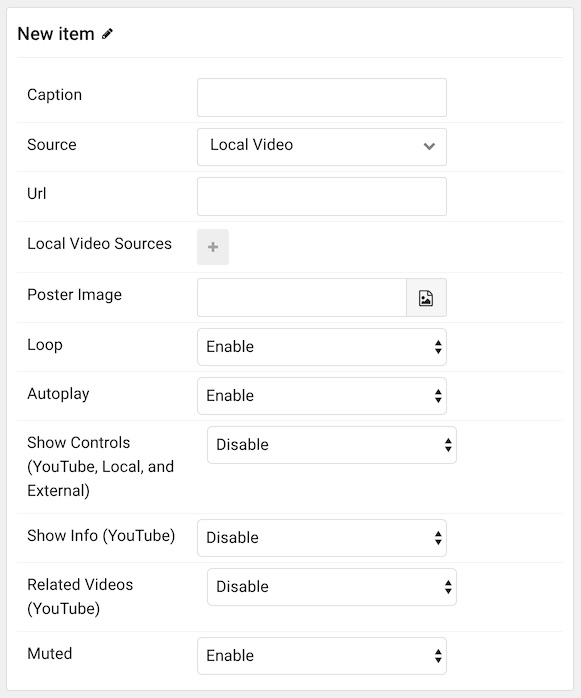 New item
Caption
Source
Local Video
Url
Local Video Sources
+
Poster Image
Loop
Enable
Autoplay
Enable
Show Controls
(YouTube, Local, and
External)
Disable
Show Info (YouTube)
Disable
Related Videos
(YouTube)
Disable
Muted
Enable